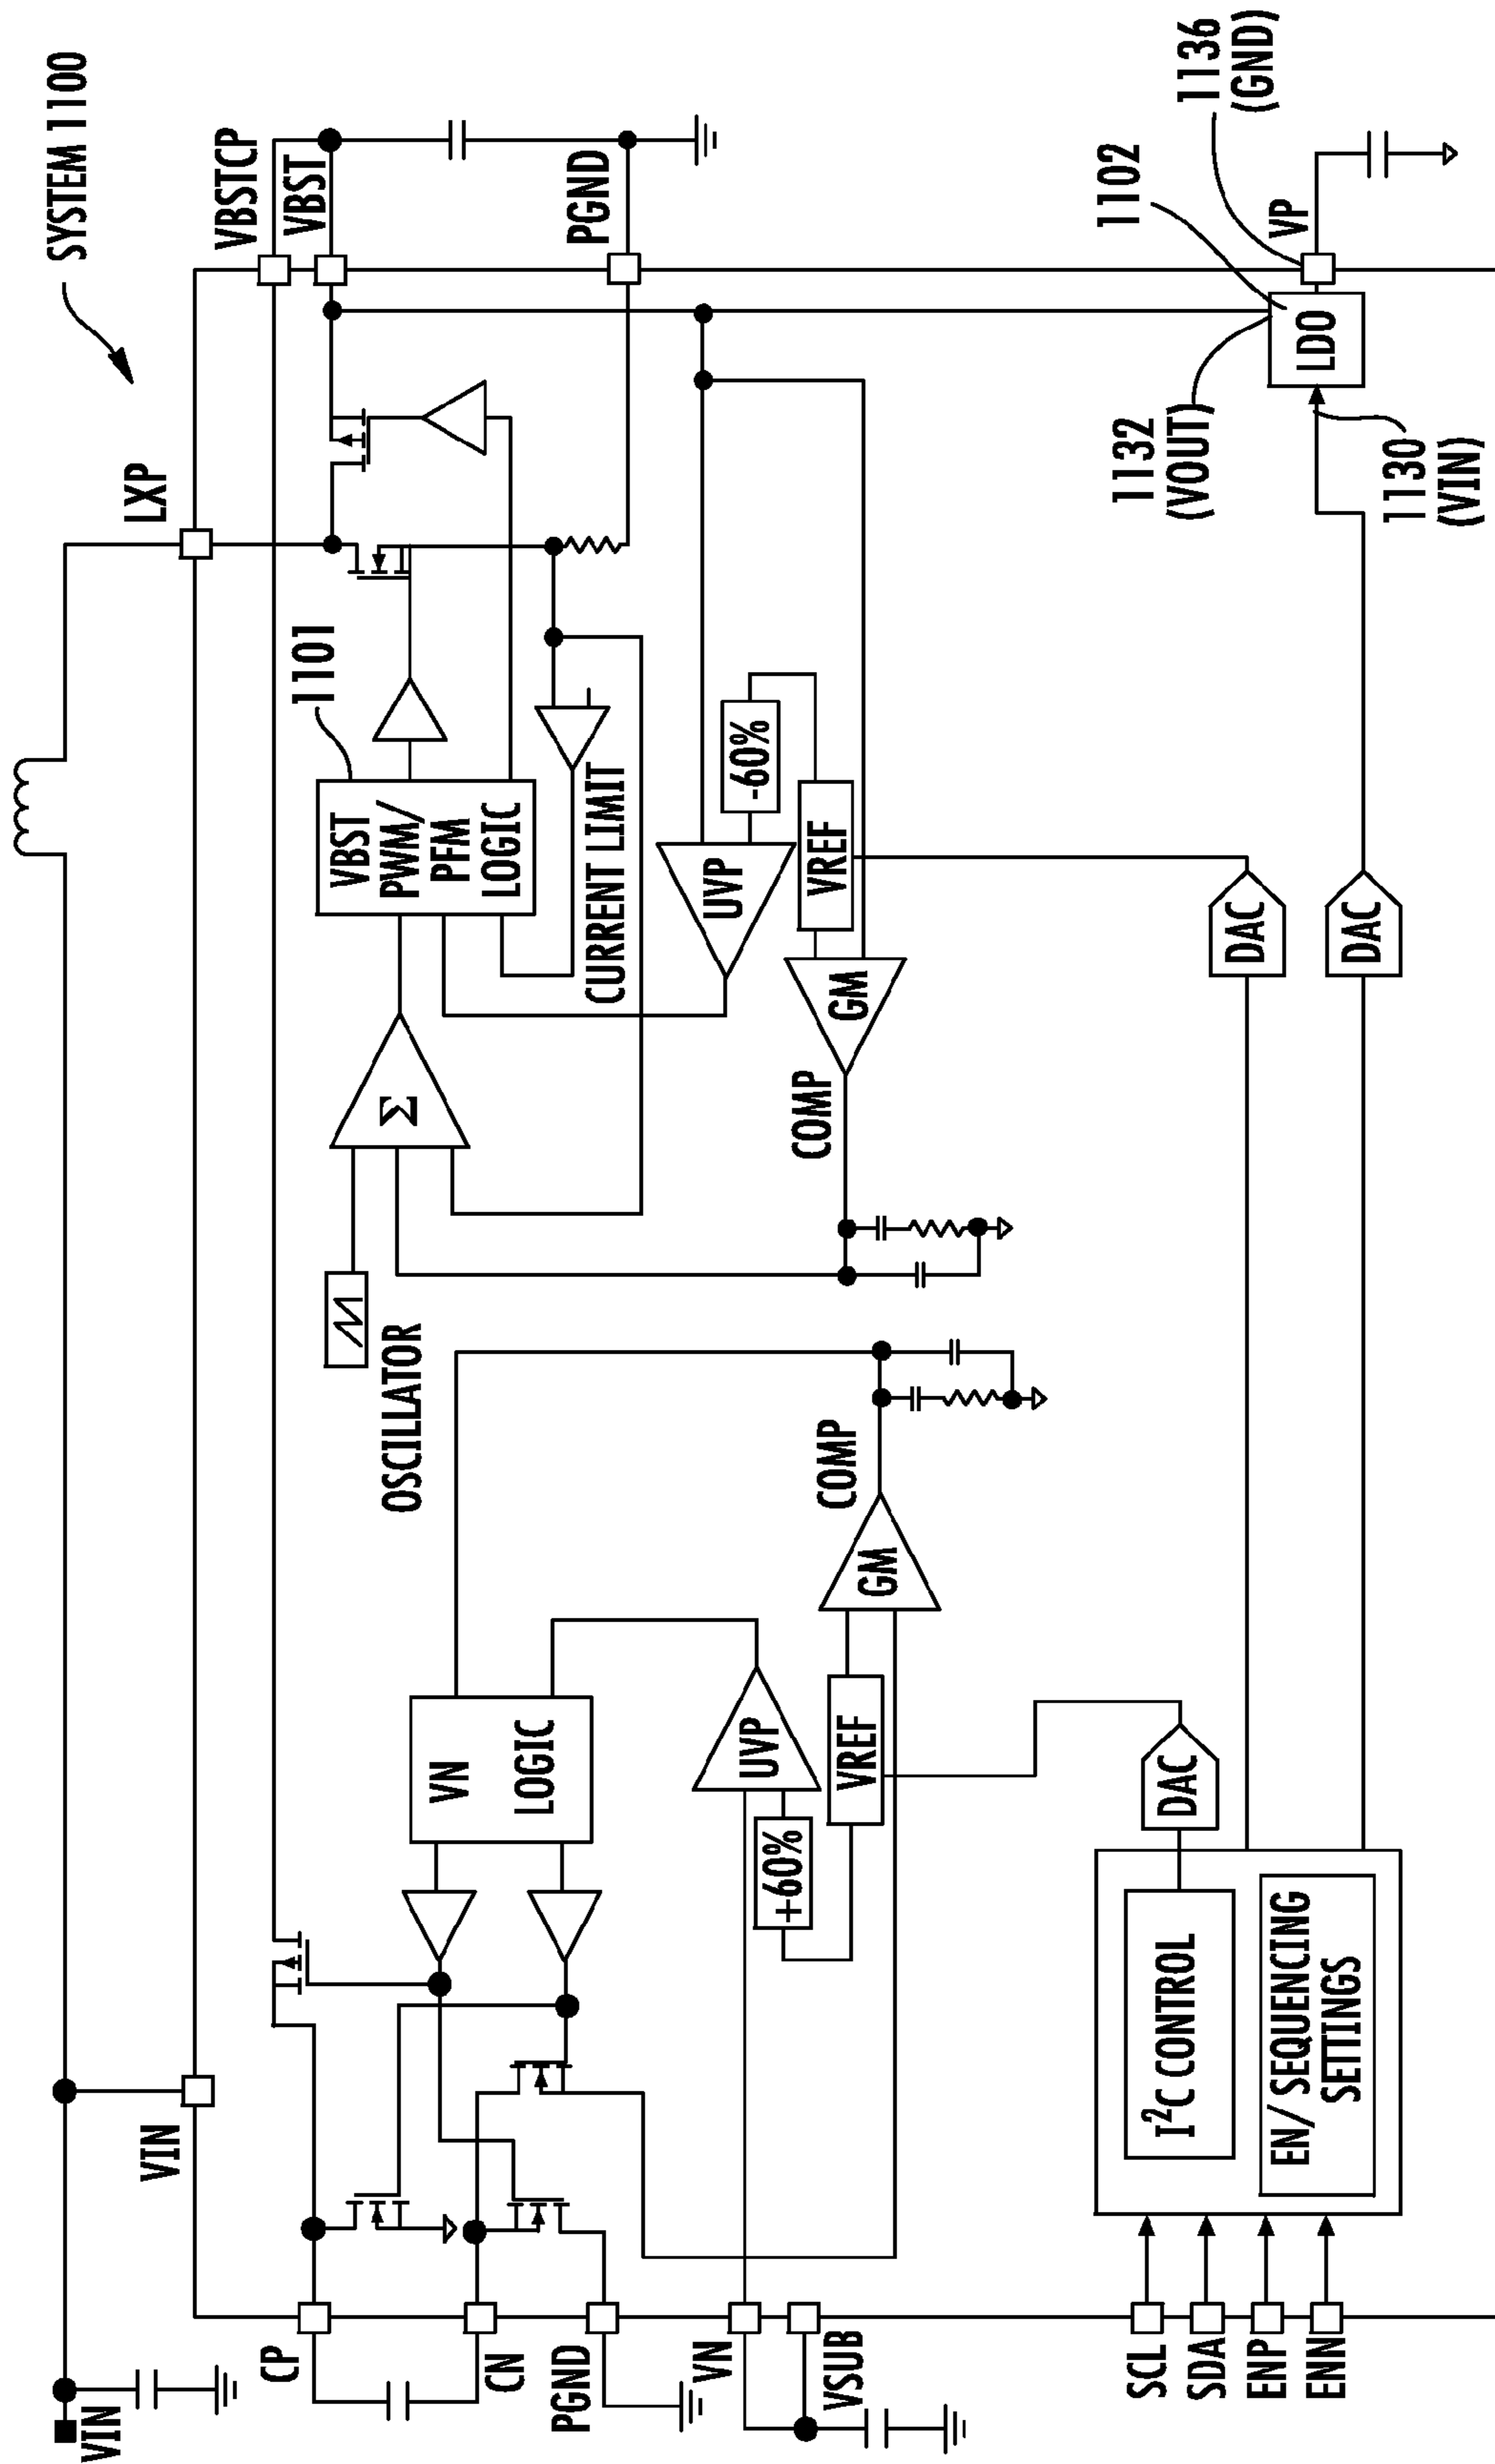 SYSTEM 1100
VIN
VIN
LXP
VBSTCP
VBST
PGND
CP
CN
PGND
VN
VSUB
VN
LOGIC
UVP
+60%
VREF
GM
COMP
OSCILLATOR
Σ
VBST
PWM/
PFM
LOGIC
1101
CURRENT LIMIT
UVP
-60%
VREF
GM
COMP
SCL
SDA
ENP
ENN
I²C CONTROL
EN/ SEQUENCING
SETTINGS
DAC
DAC
DAC
1132
(VOUT)
1130
(VIN)
LDO
1102
VP
1136
(GND)